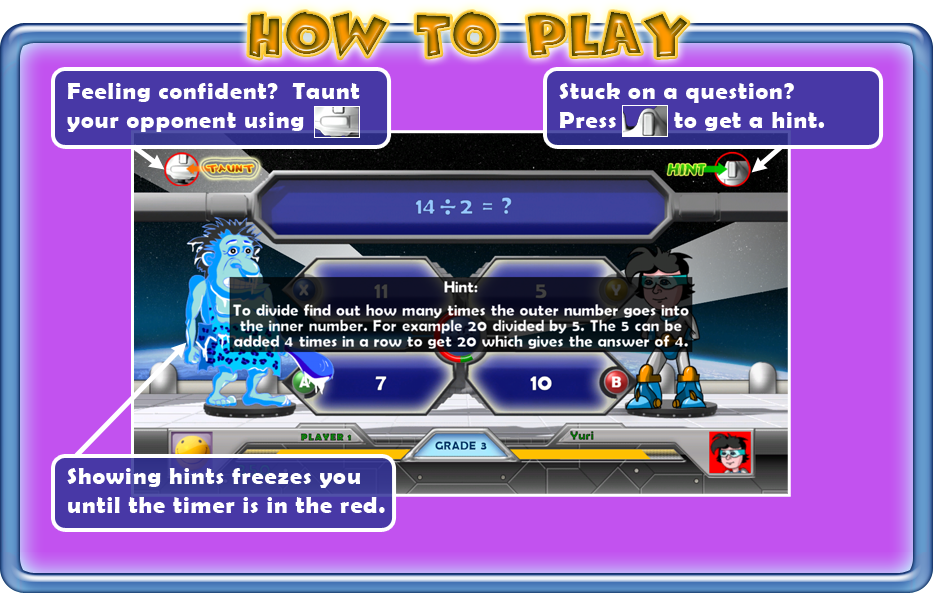 HOW TO PLAY
Feeling confident? Taunt
your opponent using
Stuck on a question?
Press to get a hint.
TAUNT
HINT
14 ÷ 2 = ?
X 11
5 Y
Hint:
To divide find out how many times the outer number goes into
the inner number. For example 20 divided by 5. The 5 can be
added 4 times in a row to get 20 which gives the answer of 4.
A 7
10 B
PLAYER 1
GRADE 3
Yuri
Showing hints freezes you
until the timer is in the red.